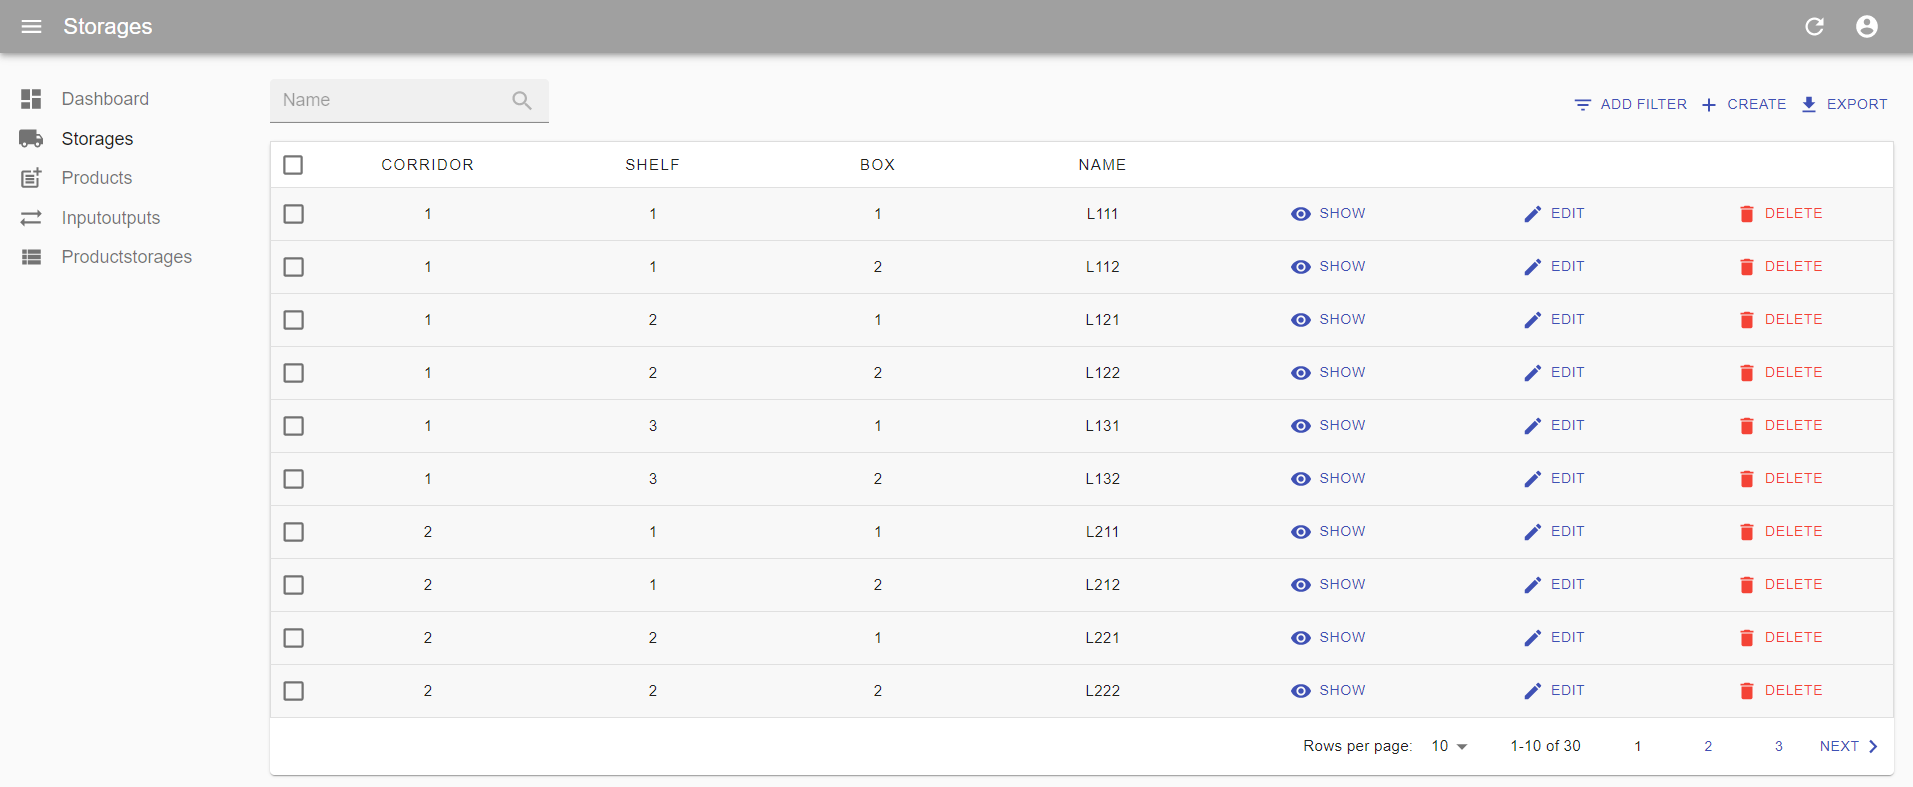 Storages
Dashboard
Storages
Products
Inputoutputs
Productstorages
Name
ADD FILTER CREATE EXPORT
CORRIDOR SHELF BOX NAME
1 1 1 L111 SHOW EDIT DELETE
1 1 2 L112 SHOW EDIT DELETE
1 2 1 L121 SHOW EDIT DELETE
1 2 2 L122 SHOW EDIT DELETE
1 3 1 L131 SHOW EDIT DELETE
1 3 2 L132 SHOW EDIT DELETE
2 1 1 L211 SHOW EDIT DELETE
2 1 2 L212 SHOW EDIT DELETE
2 2 1 L221 SHOW EDIT DELETE
2 2 2 L222 SHOW EDIT DELETE
Rows per page: 10 1-10 of 30 1 2 3 NEXT